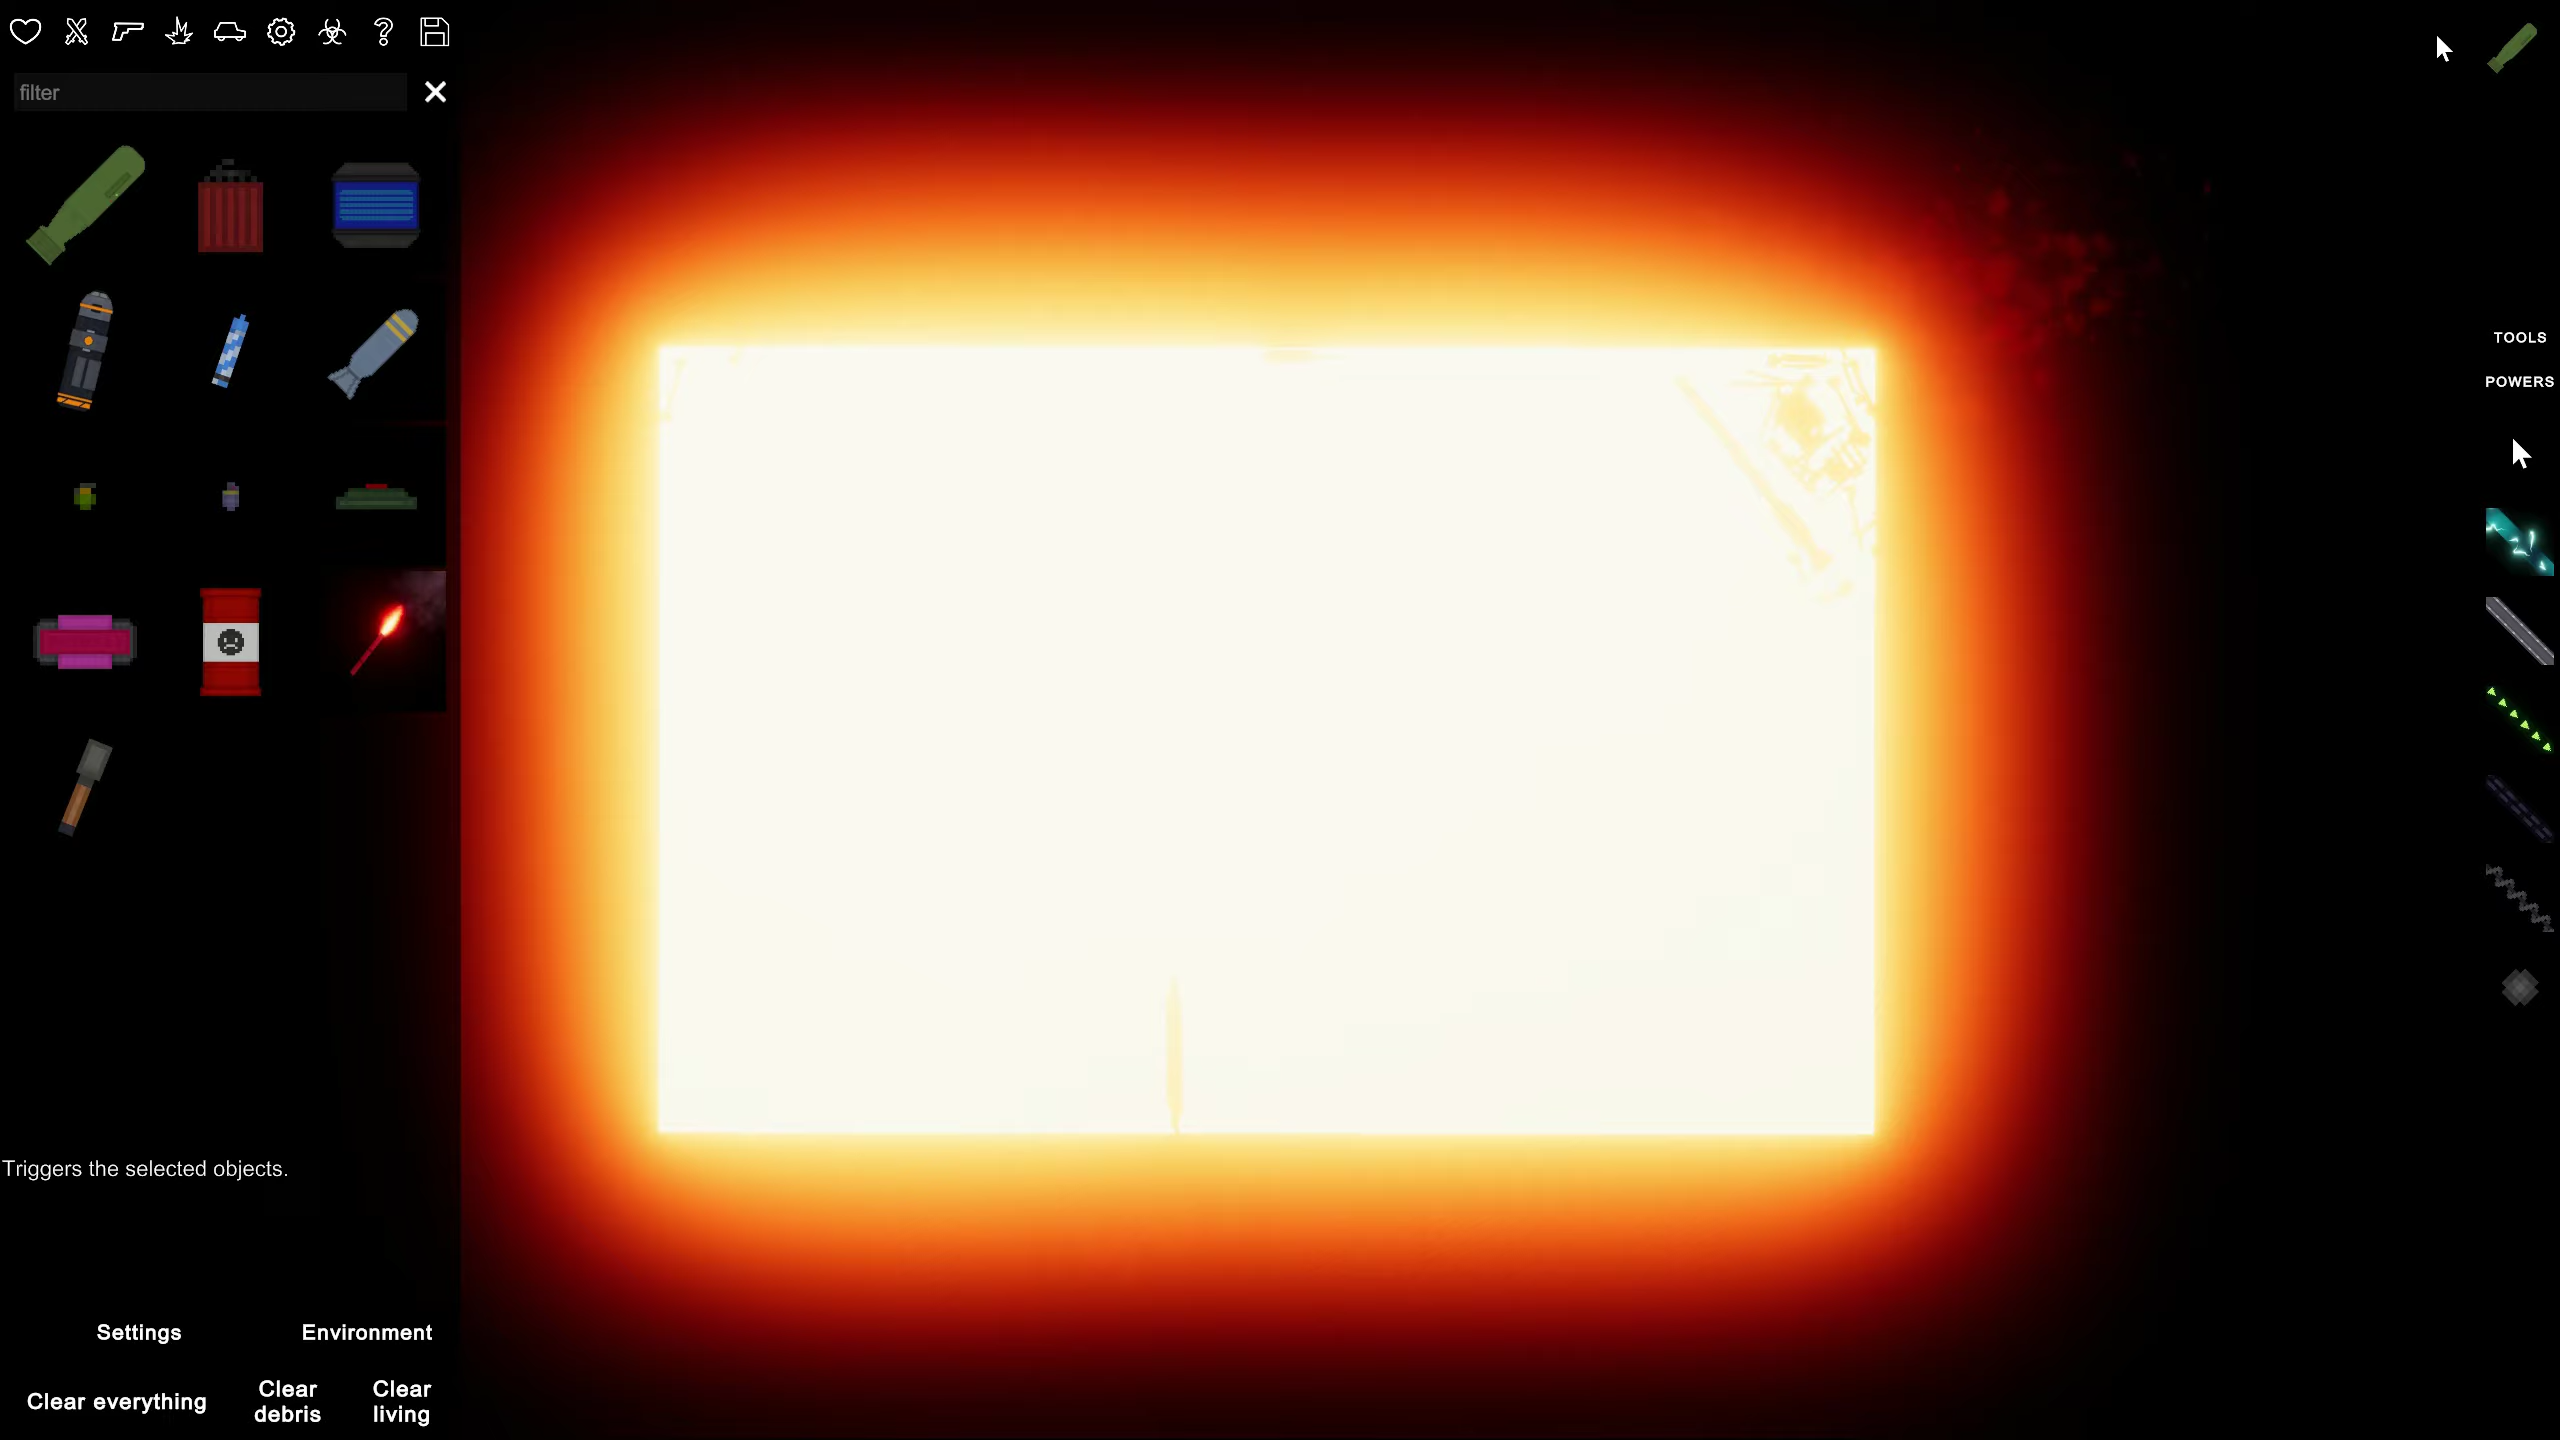 filter
TOOLS
POWERS
Triggers the selected objects.
Settings
Environment
Clear everything
Clear
debris
Clear
living